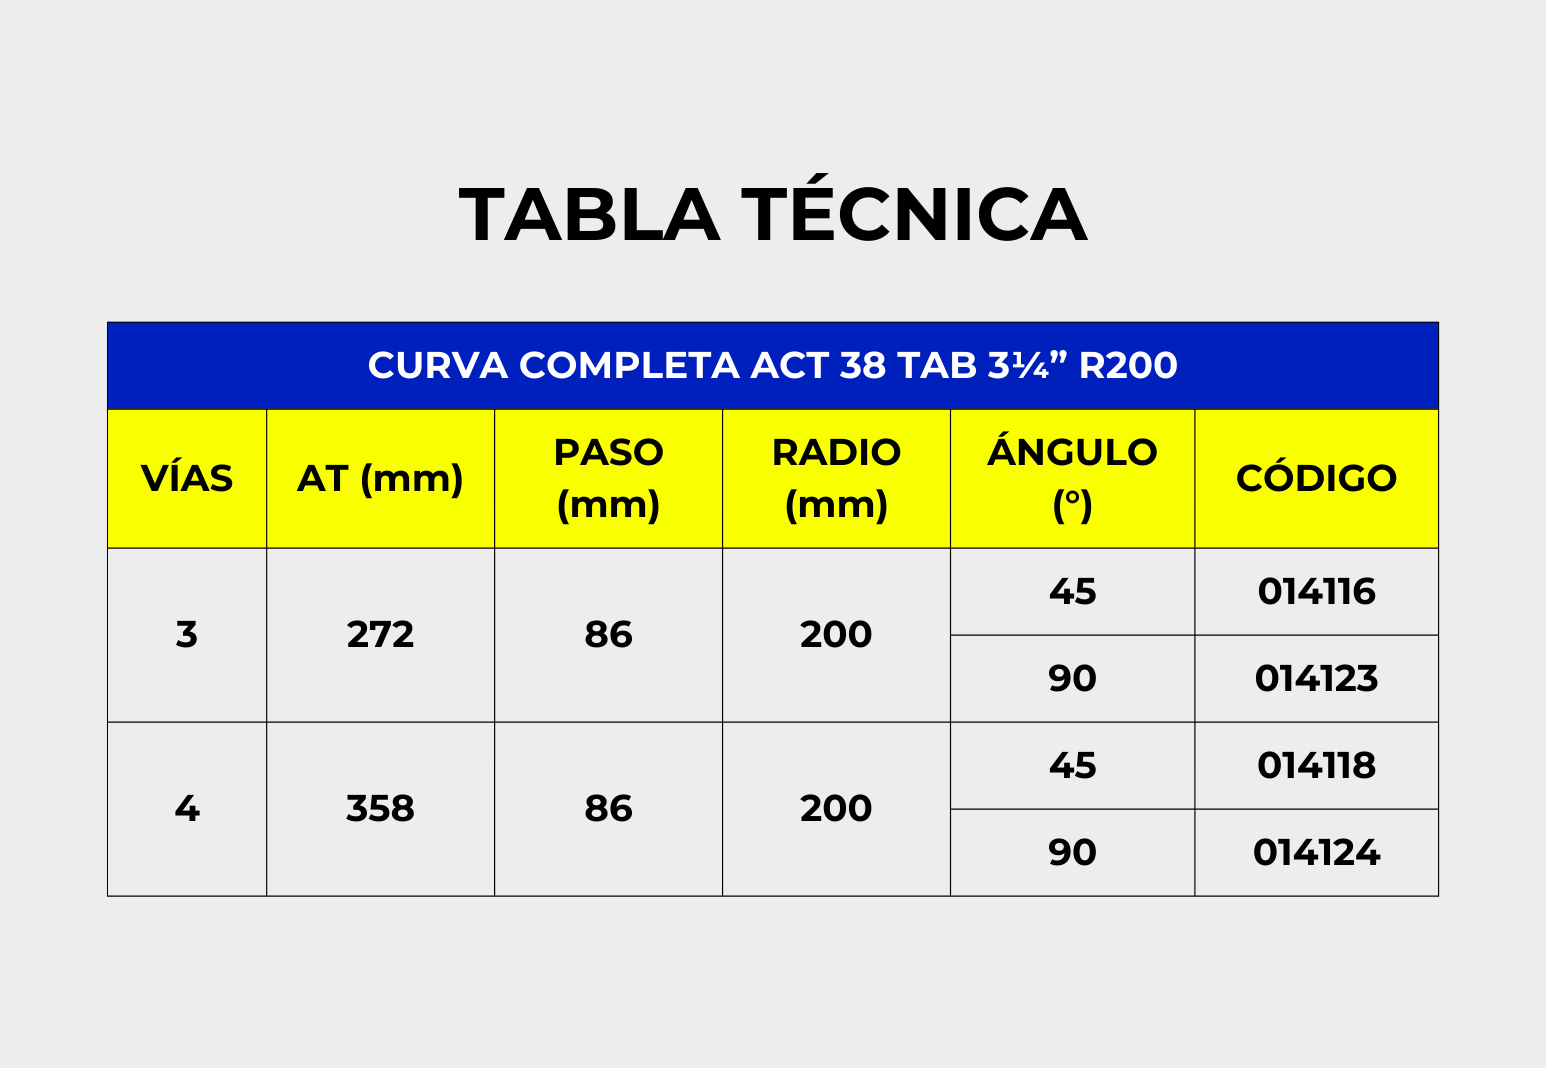 TABLA TÉCNICA
CURVA COMPLETA ACT 38 TAB 3¼” R200
VÍAS AT (mm) PASO (mm) RADIO (mm) ÁNGULO (°) CÓDIGO
3 272 86 200 45 014116
90 014123
4 358 86 200 45 014118
90 014124